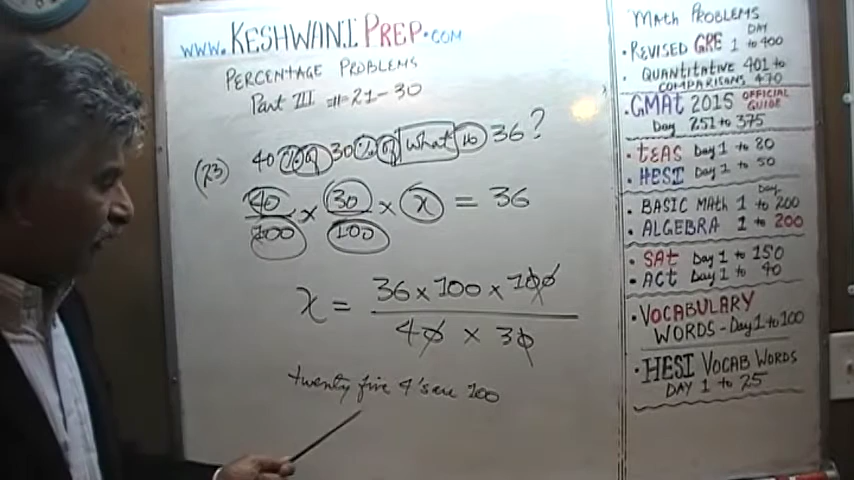 www.KESHWANIPREP.COM
PERCENTAGE PROBLEMS
Part III #=21-30
(23) 40 % of 30 % of what is 36?
40/100 × 30/100 × x = 36
x = 36 × 100 × 100 / 40 × 30
twenty five 4's are 100
MATH PROBLEMS
• REVISED GRE DAY 1 to 400
• QUANTITATIVE 401 to
COMPARISONS 470
• GMAT 2015 OFFICIAL GUIDE
Day 251 to 375
• TEAS Day 1 to 20
• HESI Day 1 to 50
• BASIC MATH Day 1 to 200
• ALGEBRA 1 to 200
• SAT Day 1 to 150
• ACT Day 1 to 40
• VOCABULARY
WORDS - Day 1 to 100
• HESI VOCAB WORDS
DAY 1 to 25